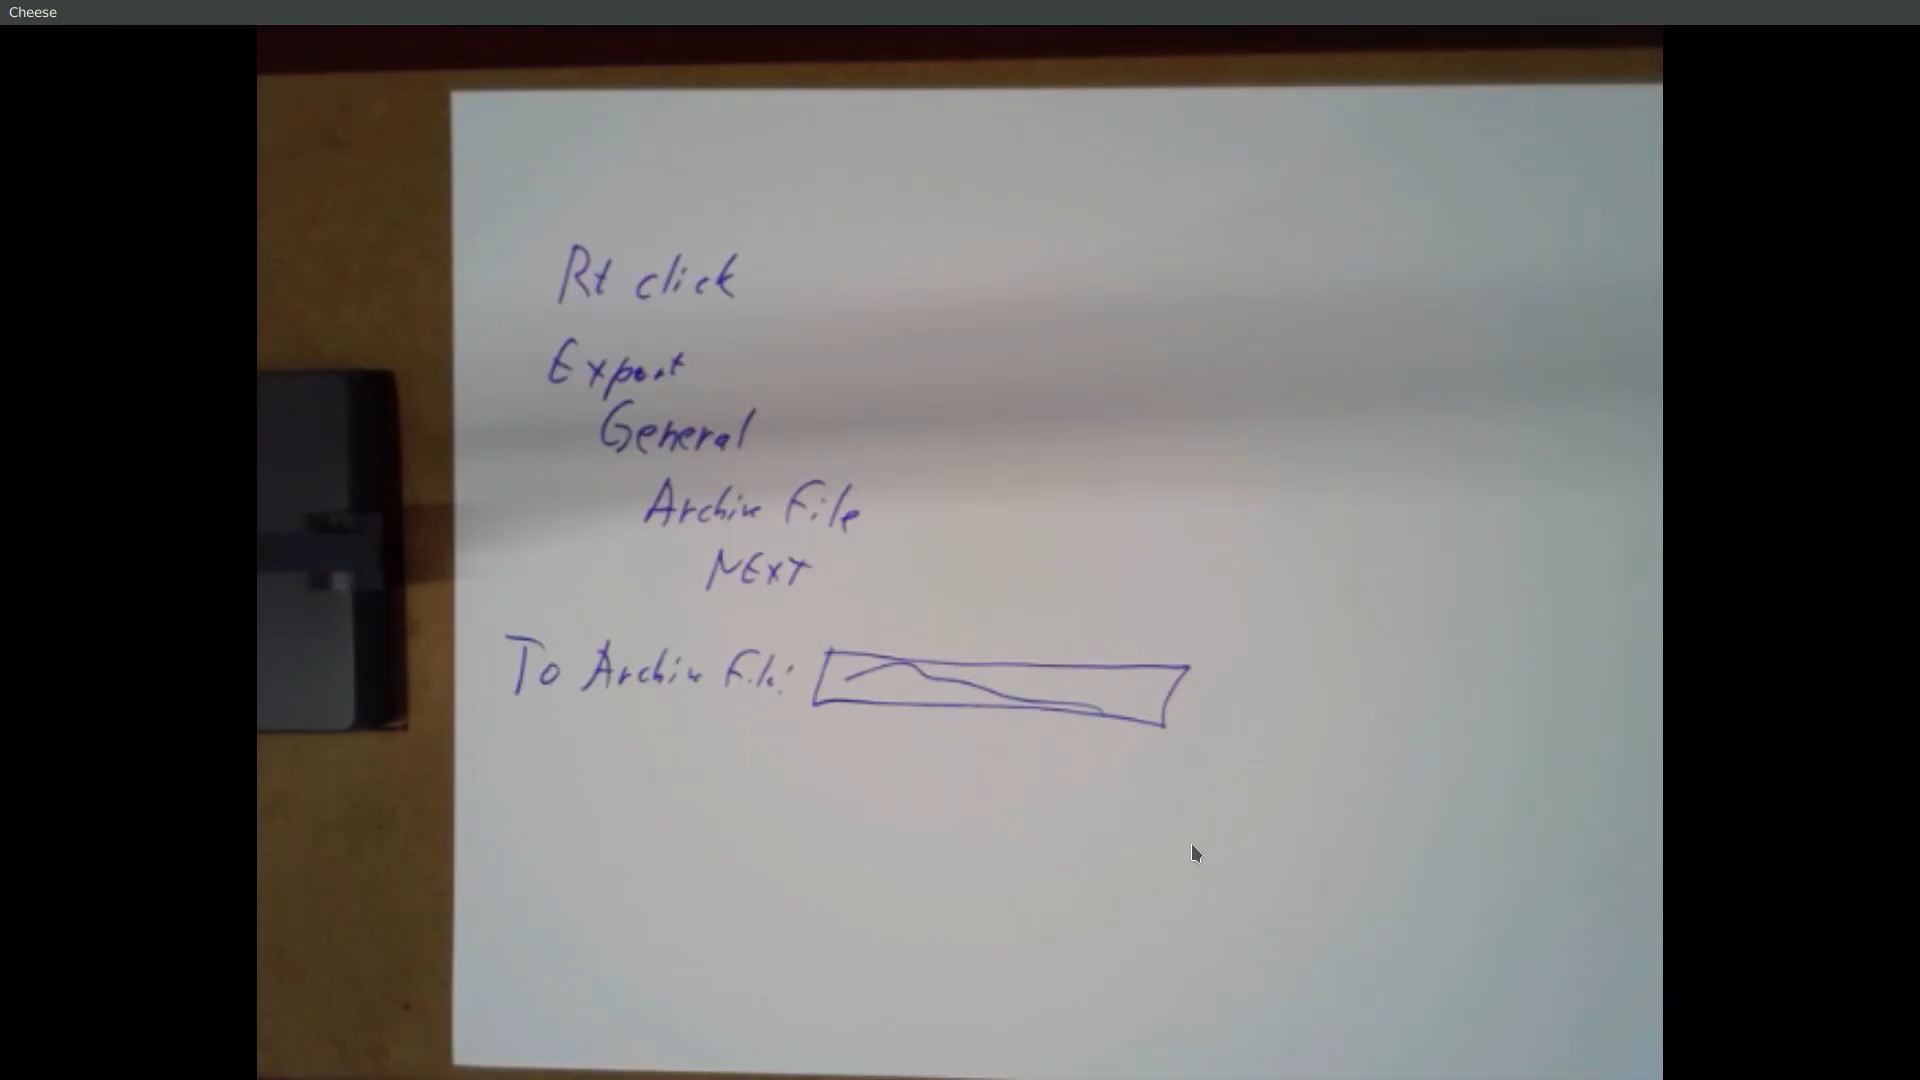 Cheese
Rt click
Export
General
Archive File
NEXT
To Archive File: